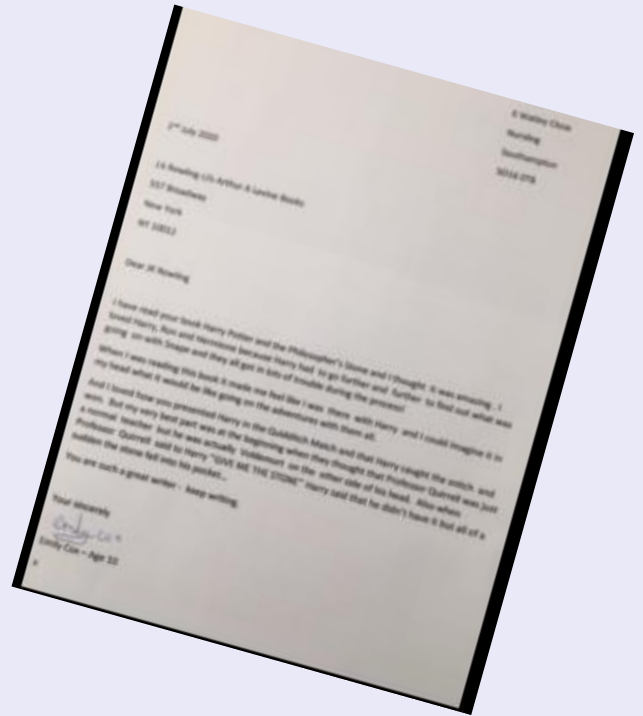 6 Watley Close
Nursling
Southampton
SO16 0TB
2nd July 2020
J K Rowling c/o Arthur A Levine Books
557 Broadway
New York
NY 10012
Dear JK Rowling
I have read your book Harry Potter and the Philosopher's Stone and I thought it was amazing. I
loved Harry, Ron and Hermione because Harry had to go further and further to find out what was
going on with Snape and they all got in lots of trouble during the process!
When I was reading this book it made me feel like I was there with Harry and I could imagine it in
my head what it would be like going on the adventures with them all.
And I loved how you presented Harry in the Quidditch Match and that Harry caught the snitch and
won. But my very best part was at the beginning when they thought that Professor Quirrell was just
a normal teacher but he was actually Voldemort on the other side of his head. Also when
Professor Quirrell said to Harry "GIVE ME THE STONE" Harry said that he didn't have it but all of a
sudden the stone fell into his pocket...
You are such a great writer - keep writing.
Your sincerely
Emily Cox
Emily Cox – Age 10